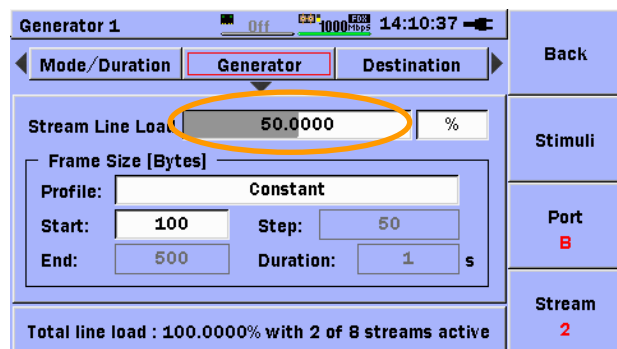 Generator 1 Off 1000 FDX Mbps 14:10:37
Mode/Duration Generator Destination
Back
Stream Line Load 50.0000 %
Stimuli
Frame Size [Bytes]
Profile: Constant
Start: 100 Step: 50
Port
B
End: 500 Duration: 1 s
Stream
2
Total line load : 100.0000% with 2 of 8 streams active